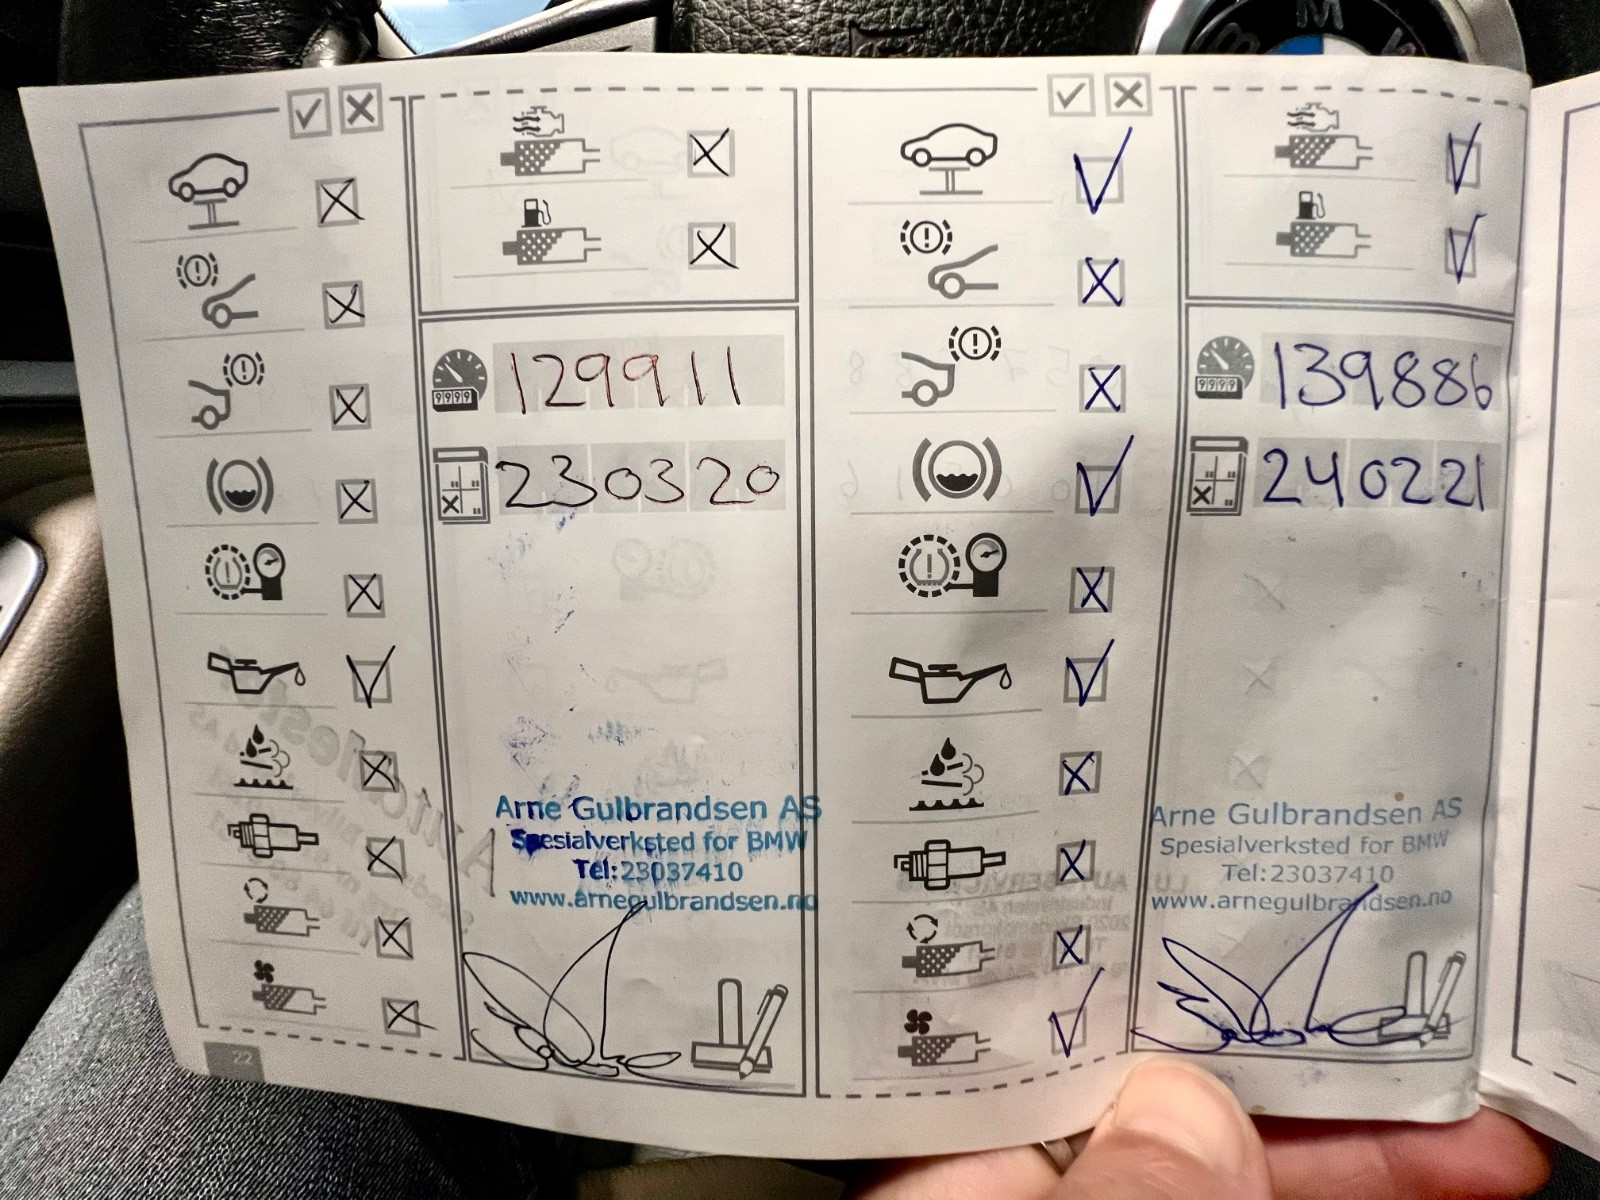 129911
230320
Arne Gulbrandsen AS
Spesialverksted for BMW
Tel:23037410
www.arnegulbrandsen.no
22
139886
240221
Arne Gulbrandsen AS
Spesialverksted for BMW
Tel:23037410
www.arnegulbrandsen.no